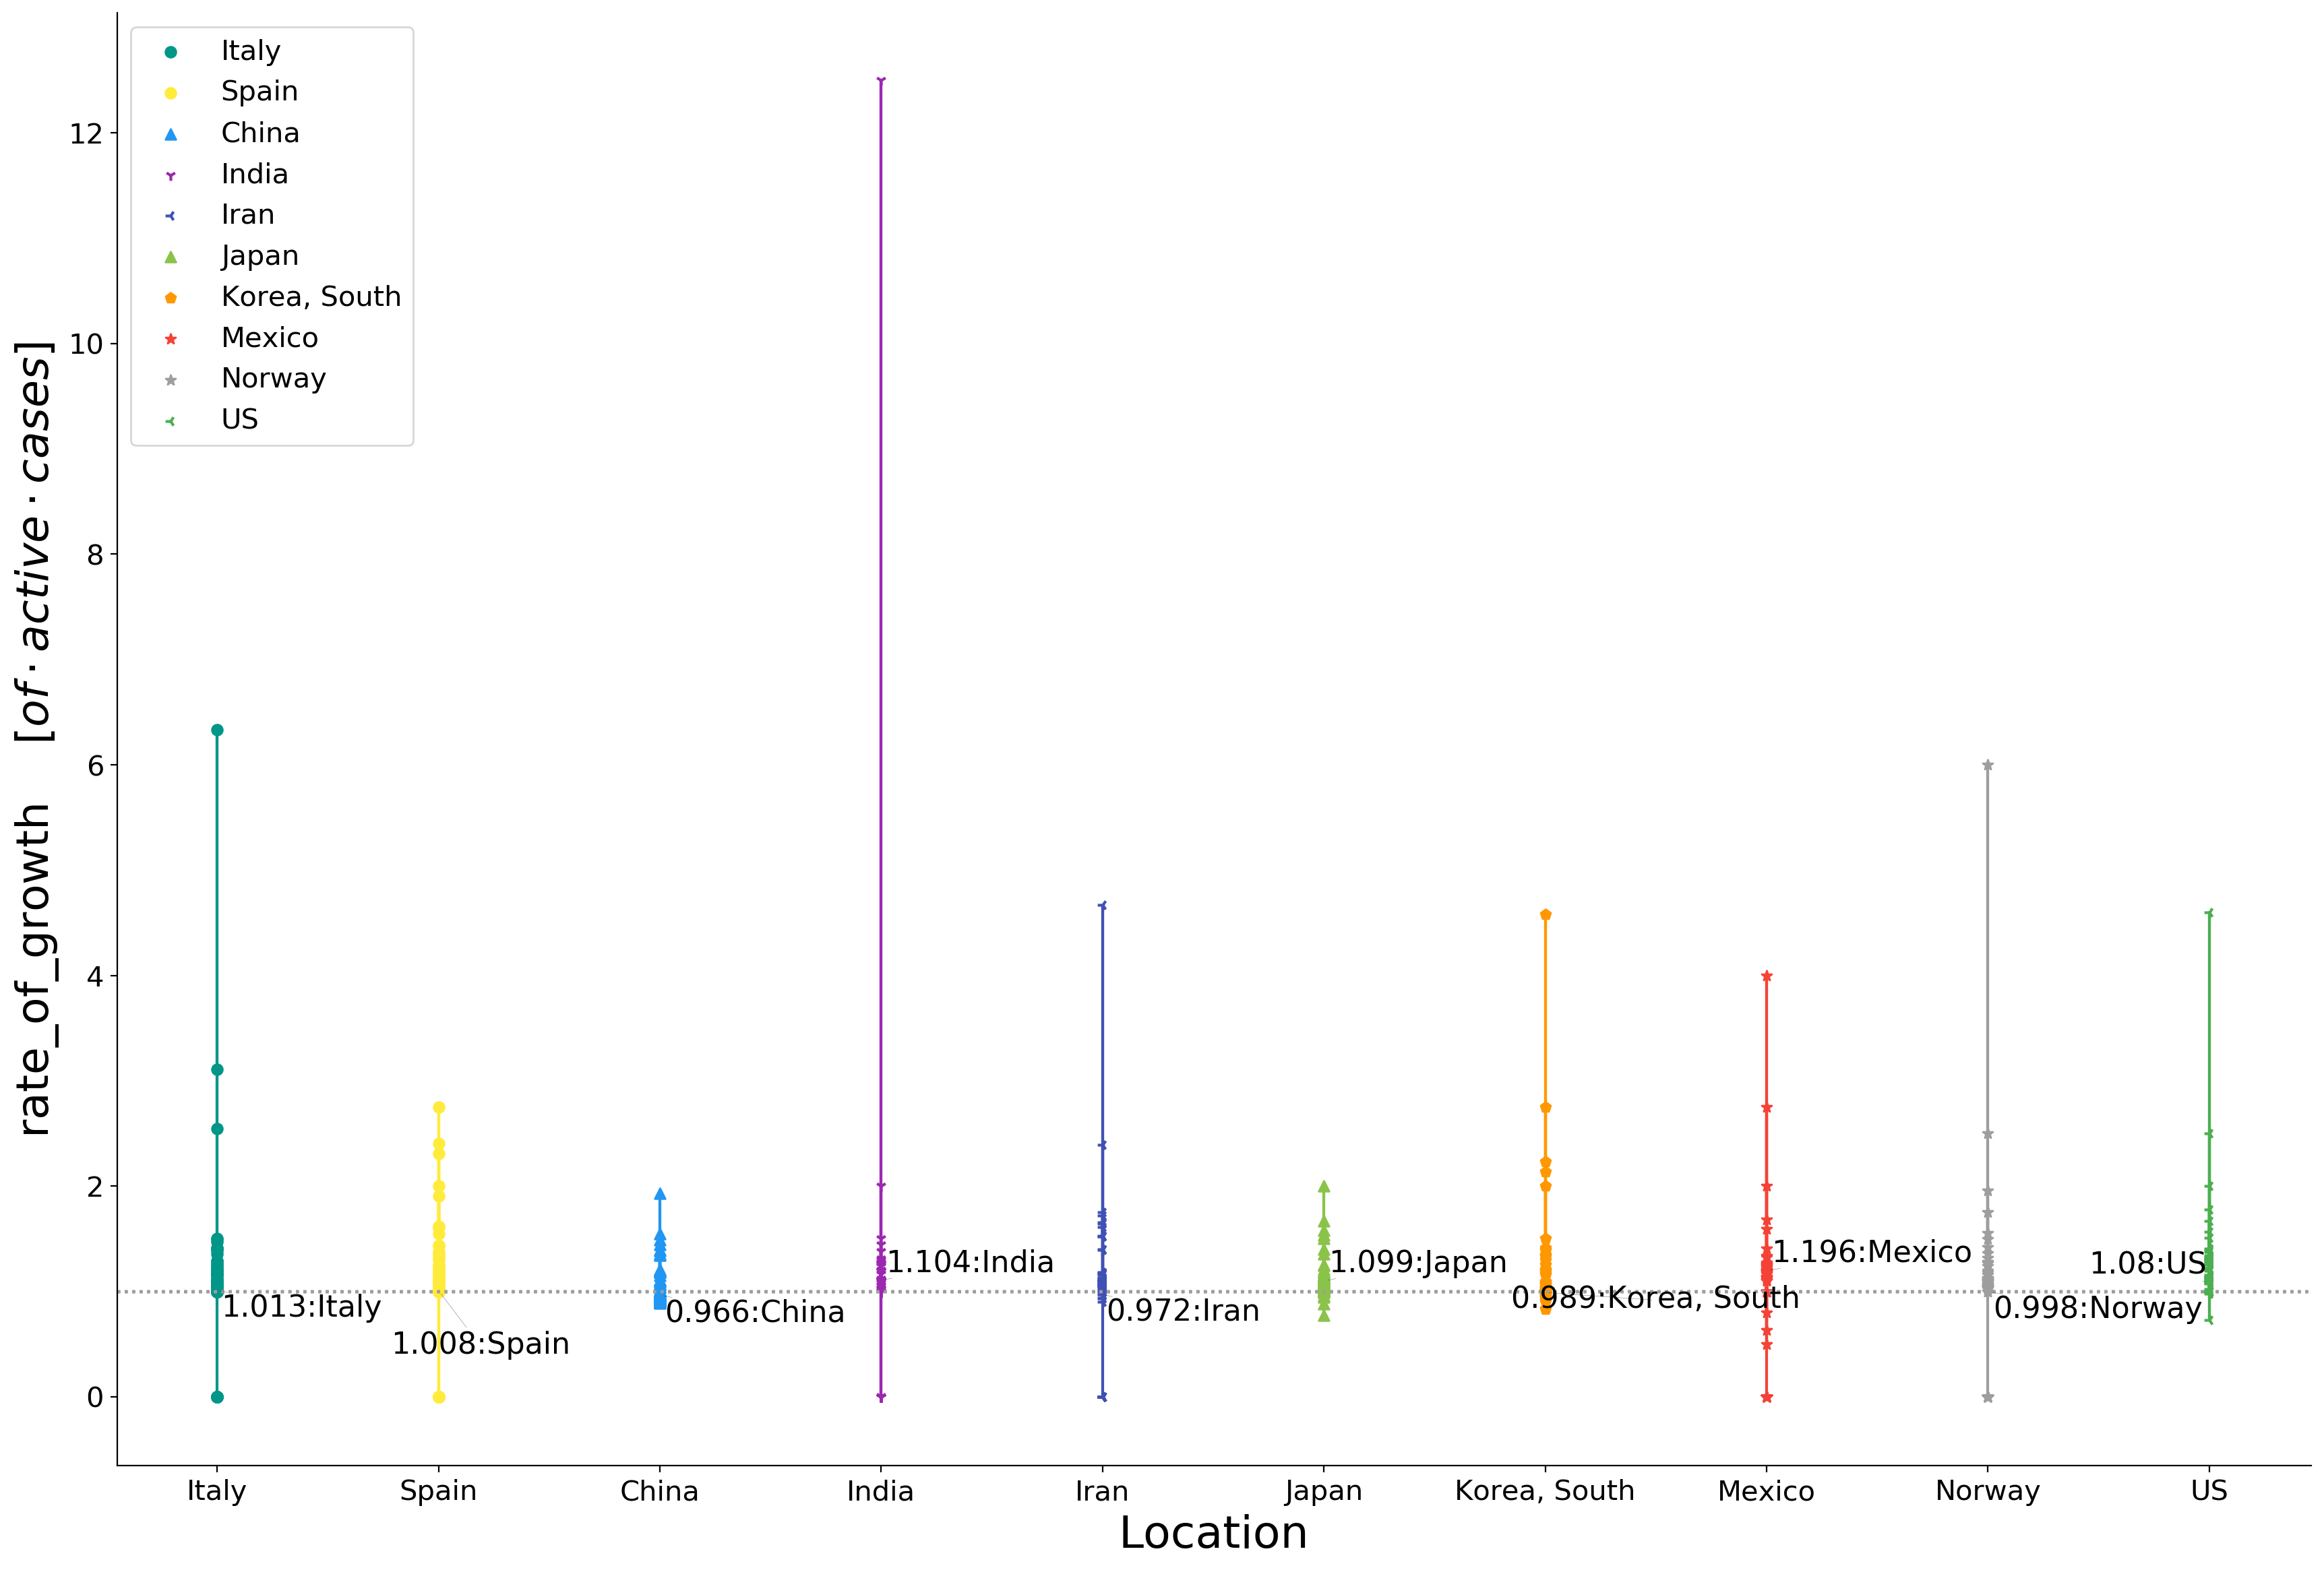 Italy
Spain
China
India
Iran
Japan
Korea, South
Mexico
Norway
US
rate_of_growth [of·active·cases]
12
10
8
6
4
2
0
1.104:India
1.099:Japan
1.196:Mexico
1.08:US
1.013:Italy
0.966:China
0.972:Iran
0.989:Korea, South
0.998:Norway
1.008:Spain
Italy Spain China India Iran Japan Korea, South Mexico Norway US
Location